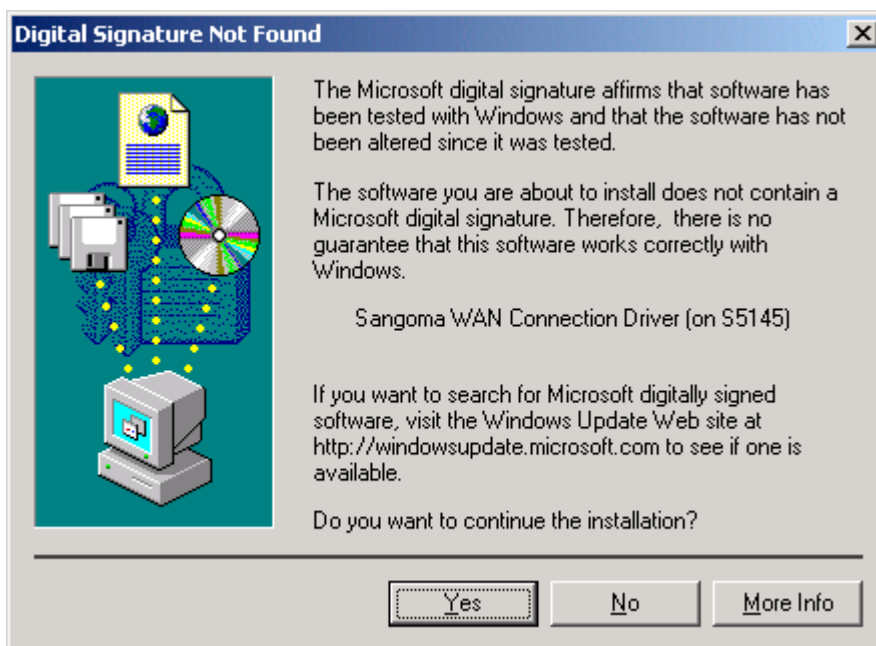 Digital Signature Not Found
The Microsoft digital signature affirms that software has
been tested with Windows and that the software has not
been altered since it was tested.
The software you are about to install does not contain a
Microsoft digital signature. Therefore,  there is no
guarantee that this software works correctly with
Windows.
Sangoma WAN Connection Driver (on S5145)
If you want to search for Microsoft digitally signed
software, visit the Windows Update Web site at
http://windowsupdate.microsoft.com to see if one is
available.
Do you want to continue the installation?
Yes No More Info